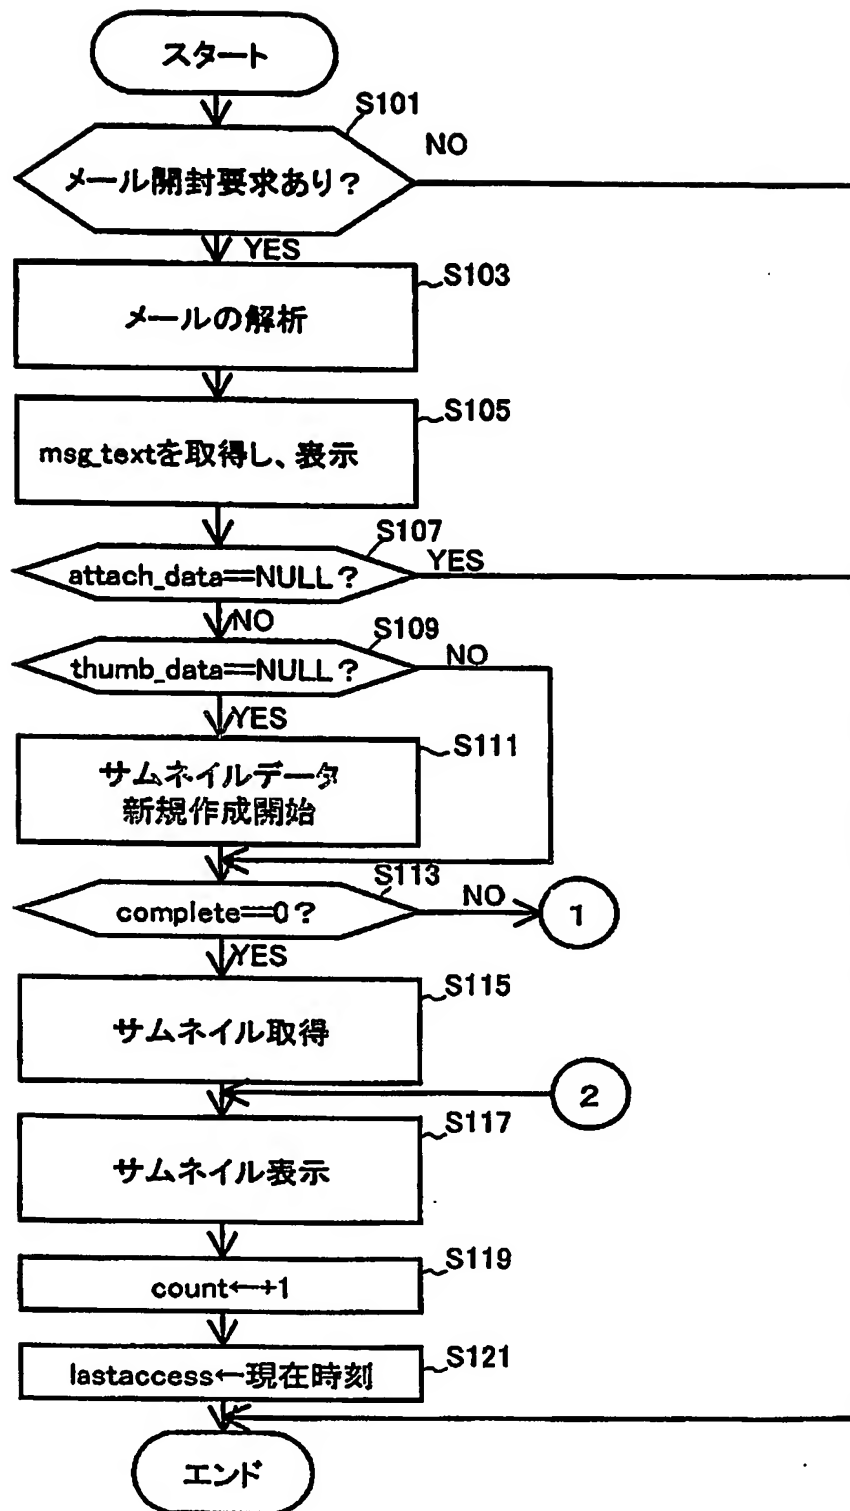 スタート
S101
メール開封要求あり?
NO
YES
S103
メールの解析
S105
msg_textを取得し、表示
S107
attach_data==NULL?
YES
NO
S109
thumb_data==NULL?
NO
YES
S111
サムネイルデータ
新規作成開始
S113
complete==0?
NO
1
YES
S115
サムネイル取得
2
S117
サムネイル表示
S119
count←+1
S121
lastaccess←現在時刻
エンド